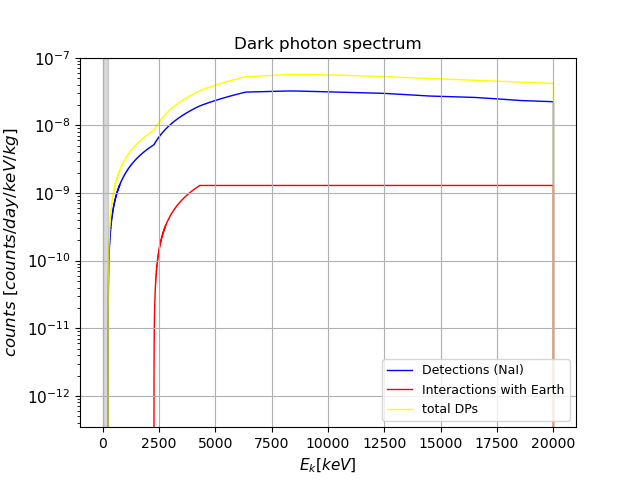 Dark photon spectrum
counts [counts/day/keV/kg]
10⁻⁷
10⁻⁸
10⁻⁹
10⁻¹⁰
10⁻¹¹
10⁻¹²
Detections (NaI)
Interactions with Earth
total DPs
0 2500 5000 7500 10000 12500 15000 17500 20000
Eₖ[keV]